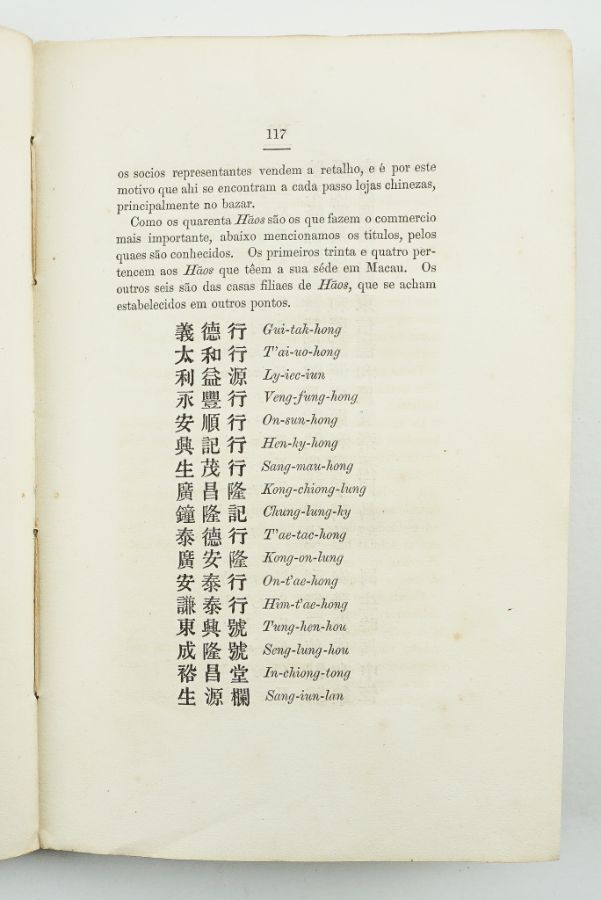 117
os socios representantes vendem a retalho, e é por este
motivo que ahi se encontram a cada passo lojas chinezas,
principalmente no bazar.
Como os quarenta Hãos são os que fazem o commercio
mais importante, abaixo mencionamos os titulos, pelos
quaes são conhecidos. Os primeiros trinta e quatro per-
tencem aos Hãos que têem a sua séde em Macau. Os
outros seis são das casas filiaes de Hãos, que se acham
estabelecidos em outros pontos.
義德行 Gui-tak-hong
太和行 T'ai-uo-hong
利益源 Ly-iec-iun
永豐行 Veng-fung-hong
安順行 On-sun-hong
興記行 Hen-ky-hong
生茂行 Sang-mau-hong
廣昌隆 Kong-chiong-lung
鐘隆記 Chung-lung-ky
泰德行 T'ae-tac-hong
廣安隆 Kong-on-lung
安泰行 On-t'ae-hong
謙泰行 Him-t'ae-hong
東興號 Tung-hen-hou
成隆號 Seng-lung-hou
裕昌堂 In-chiong-tong
生源欄 Sang-iun-lan